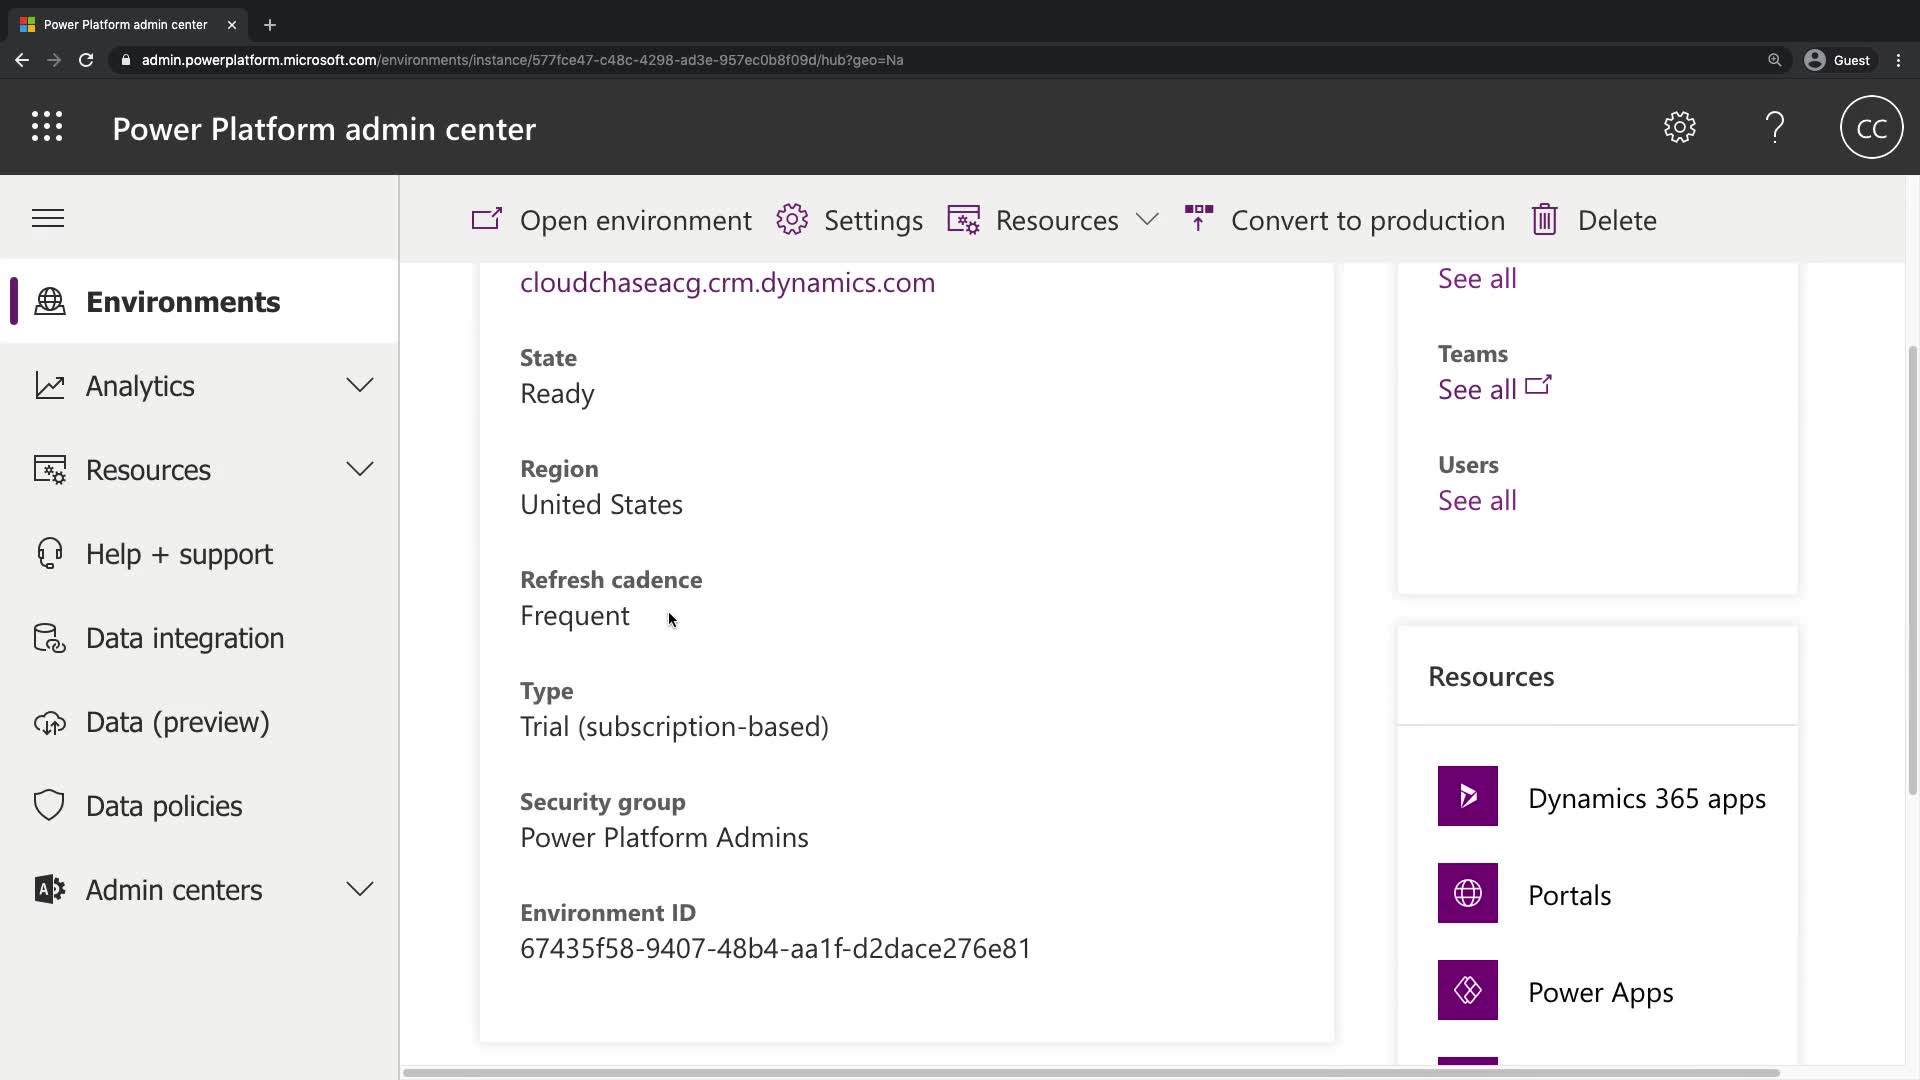 Power Platform admin center
admin.powerplatform.microsoft.com/environments/instance/577fce47-c48c-4298-ad3e-957ec0b8f09d/hub?geo=Na
Guest
Power Platform admin center
?
CC
Open environment
Settings
Resources
Convert to production
Delete
Environments
Analytics
Resources
Help + support
Data integration
Data (preview)
Data policies
Admin centers
cloudchaseacg.crm.dynamics.com
State
Ready
Region
United States
Refresh cadence
Frequent
Type
Trial (subscription-based)
Security group
Power Platform Admins
Environment ID
67435f58-9407-48b4-aa1f-d2dace276e81
See all
Teams
See all
Users
See all
Resources
Dynamics 365 apps
Portals
Power Apps